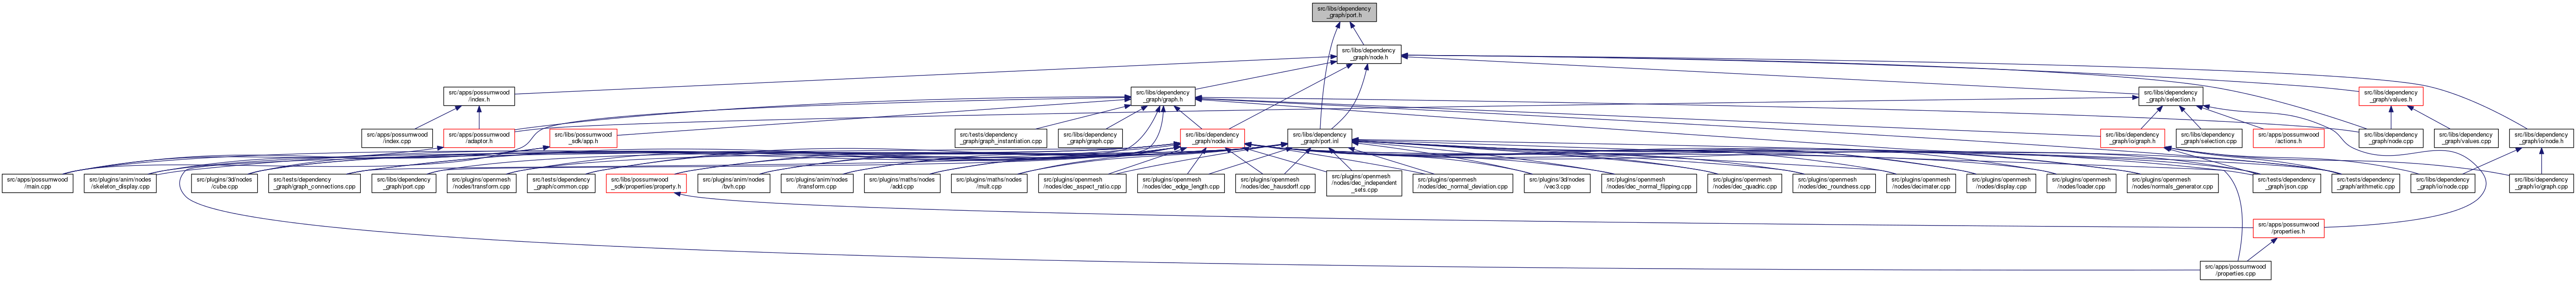 src/libs/dependency
_graph/port.h
src/libs/dependency
_graph/node.h
src/apps/possumwood
/index.h
src/libs/dependency
_graph/graph.h
src/libs/dependency
_graph/selection.h
src/libs/dependency
_graph/values.h
src/apps/possumwood
/index.cpp
src/apps/possumwood
/adaptor.h
src/libs/possumwood
_sdk/app.h
src/tests/dependency
_graph/graph_instantiation.cpp
src/libs/dependency
_graph/graph.cpp
src/libs/dependency
_graph/node.inl
src/libs/dependency
_graph/port.inl
src/libs/dependency
_graph/io/graph.h
src/libs/dependency
_graph/selection.cpp
src/apps/possumwood
/actions.h
src/libs/dependency
_graph/node.cpp
src/libs/dependency
_graph/values.cpp
src/libs/dependency
_graph/io/node.h
src/apps/possumwood
/main.cpp
src/plugins/anim/nodes
/skeleton_display.cpp
src/plugins/3d/nodes
/cube.cpp
src/tests/dependency
_graph/graph_connections.cpp
src/libs/dependency
_graph/port.cpp
src/plugins/openmesh
/nodes/transform.cpp
src/tests/dependency
_graph/common.cpp
src/libs/possumwood
_sdk/properties/property.h
src/plugins/anim/nodes
/bvh.cpp
src/plugins/anim/nodes
/transform.cpp
src/plugins/maths/nodes
/add.cpp
src/plugins/maths/nodes
/mult.cpp
src/plugins/openmesh
/nodes/dec_aspect_ratio.cpp
src/plugins/openmesh
/nodes/dec_edge_length.cpp
src/plugins/openmesh
/nodes/dec_hausdorff.cpp
src/plugins/openmesh
/nodes/dec_independent
_sets.cpp
src/plugins/openmesh
/nodes/dec_normal_deviation.cpp
src/plugins/3d/nodes
/vec3.cpp
src/plugins/openmesh
/nodes/dec_normal_flipping.cpp
src/plugins/openmesh
/nodes/dec_quadric.cpp
src/plugins/openmesh
/nodes/dec_roundness.cpp
src/plugins/openmesh
/nodes/decimater.cpp
src/plugins/openmesh
/nodes/display.cpp
src/plugins/openmesh
/nodes/loader.cpp
src/plugins/openmesh
/nodes/normals_generator.cpp
src/tests/dependency
_graph/json.cpp
src/tests/dependency
_graph/arithmetic.cpp
src/libs/dependency
_graph/io/node.cpp
src/libs/dependency
_graph/io/graph.cpp
src/apps/possumwood
/properties.h
src/apps/possumwood
/properties.cpp